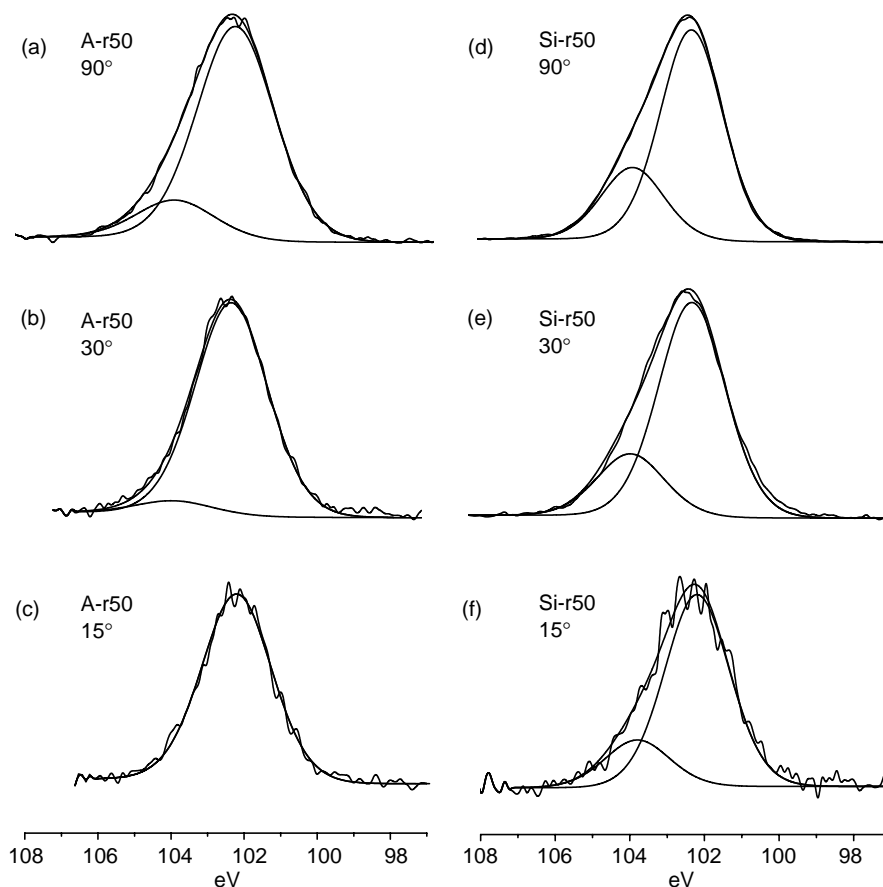 (a) A-r50
90°
(d) Si-r50
90°
(b) A-r50
30°
(e) Si-r50
30°
(c) A-r50
15°
(f) Si-r50
15°
108 106 104 102 100 98
eV
108 106 104 102 100 98
eV